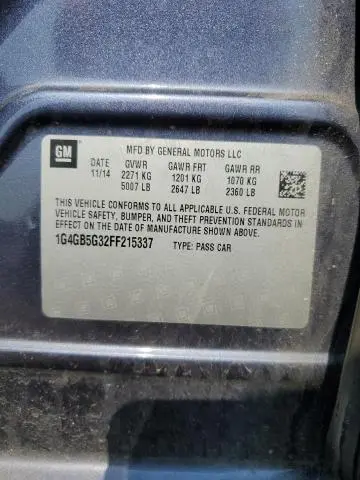 GM
MFD BY GENERAL MOTORS LLC
DATE GVWR GAWR FRT GAWR RR
11/14 2271 KG 1201 KG 1070 KG
5007 LB 2647 LB 2360 LB
THIS VEHICLE CONFORMS TO ALL APPLICABLE U.S. FEDERAL MOTOR
VEHICLE SAFETY, BUMPER, AND THEFT PREVENTION STANDARDS
IN EFFECT ON THE DATE OF MANUFACTURE SHOWN ABOVE.
1G4GB5G32FF215337 TYPE: PASS CAR